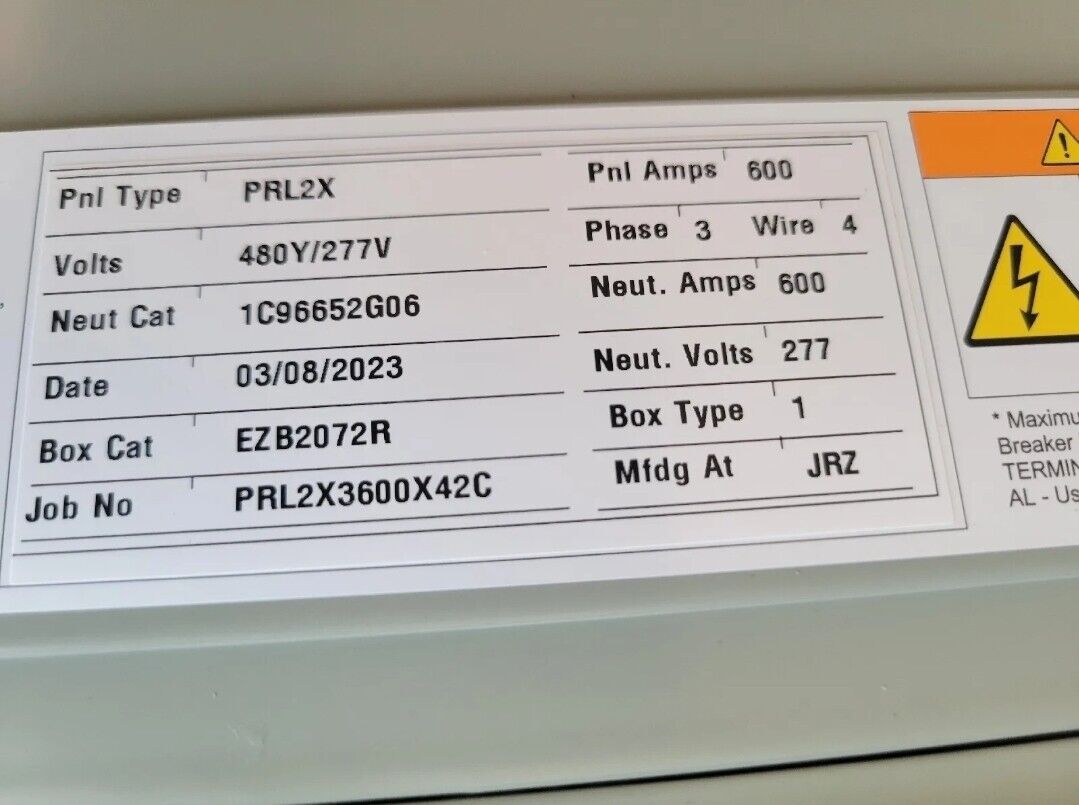 Pnl Type PRL2X
Volts 480Y/277V
Neut Cat 1C96652G06
Date 03/08/2023
Box Cat EZB2072R
Job No PRL2X3600X42C
Pnl Amps 600
Phase 3 Wire 4
Neut. Amps 600
Neut. Volts 277
Box Type 1
Mfdg At JRZ
* Maximu
Breaker
TERMIN
AL - Us